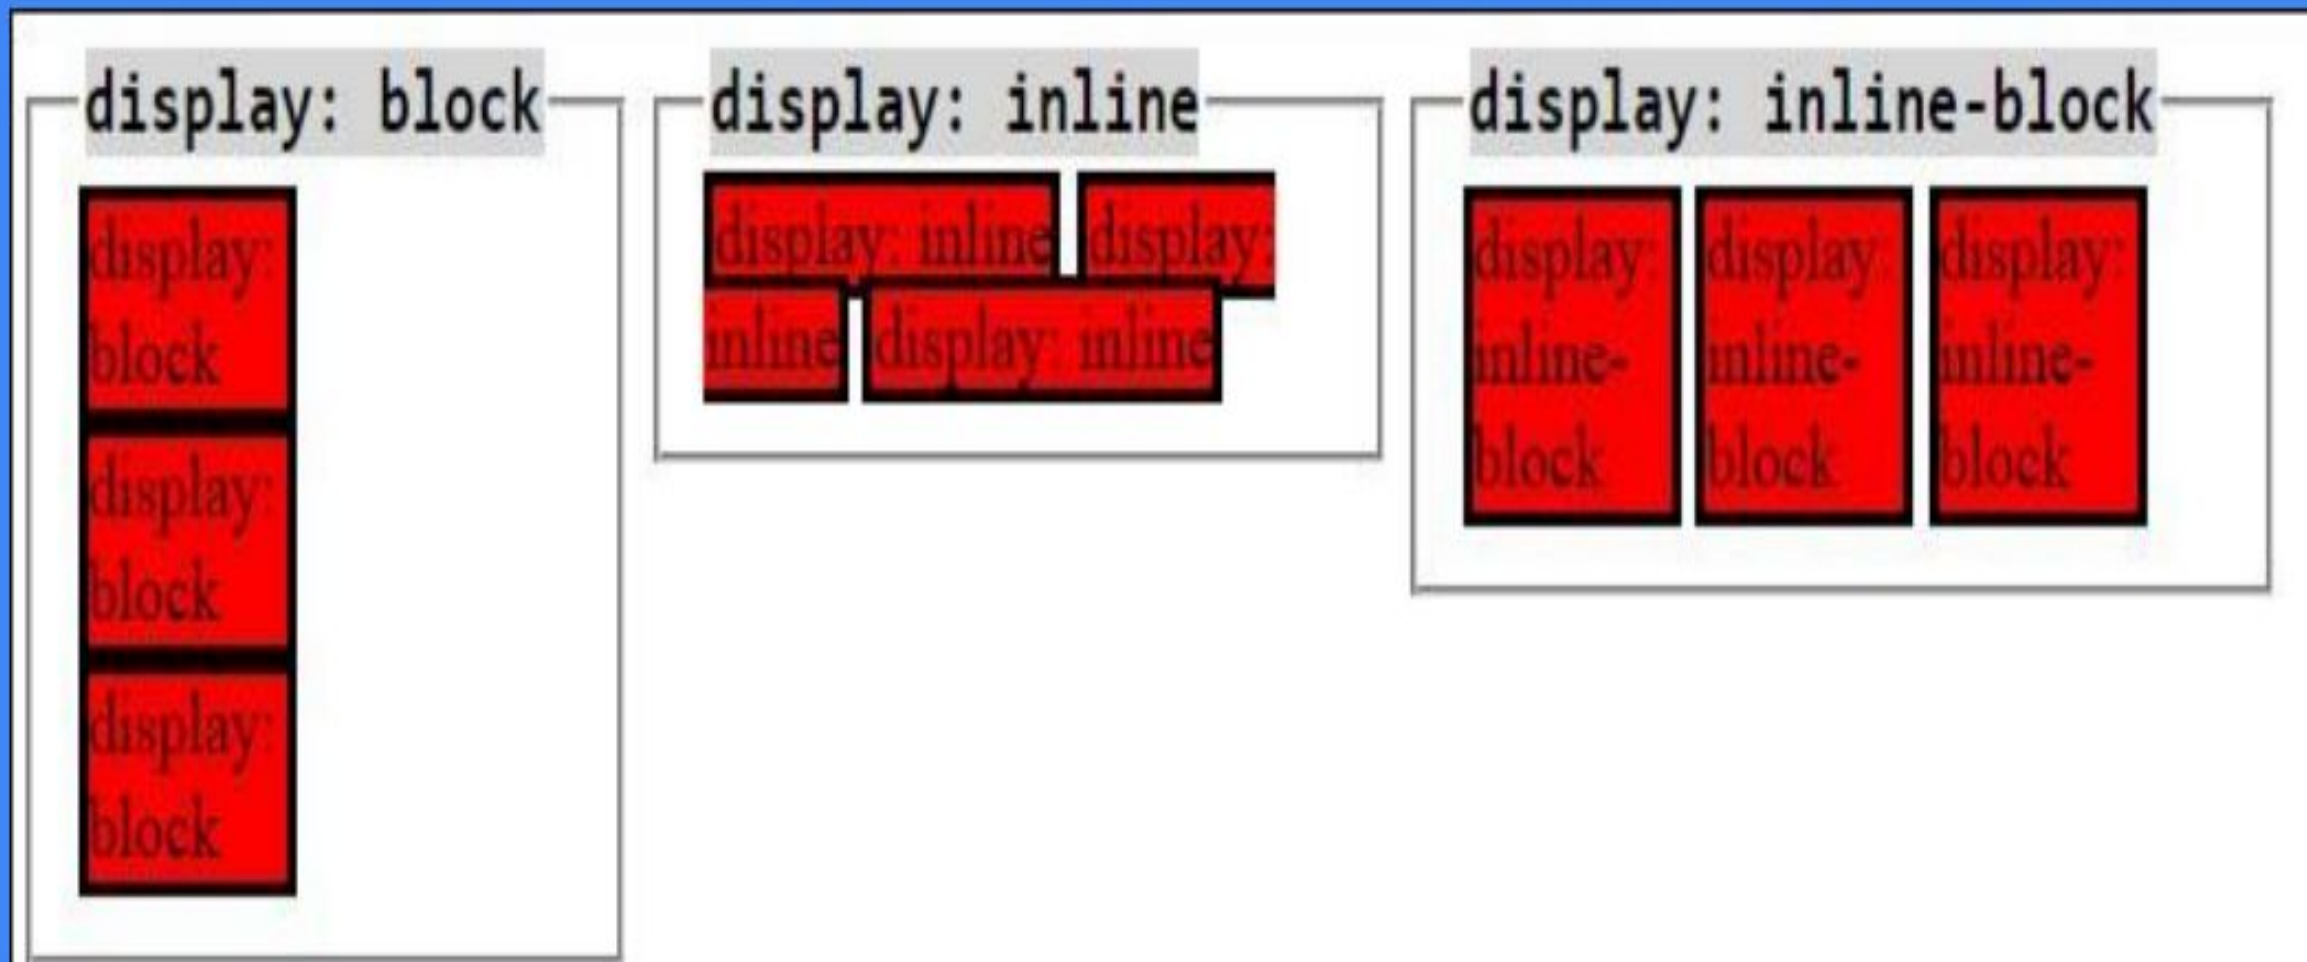 display: block
display:
block
display:
block
display:
block
display: inline
display: inline display:
inline display: inline
display: inline-block
display: display: display:
inline- inline- inline-
block block block